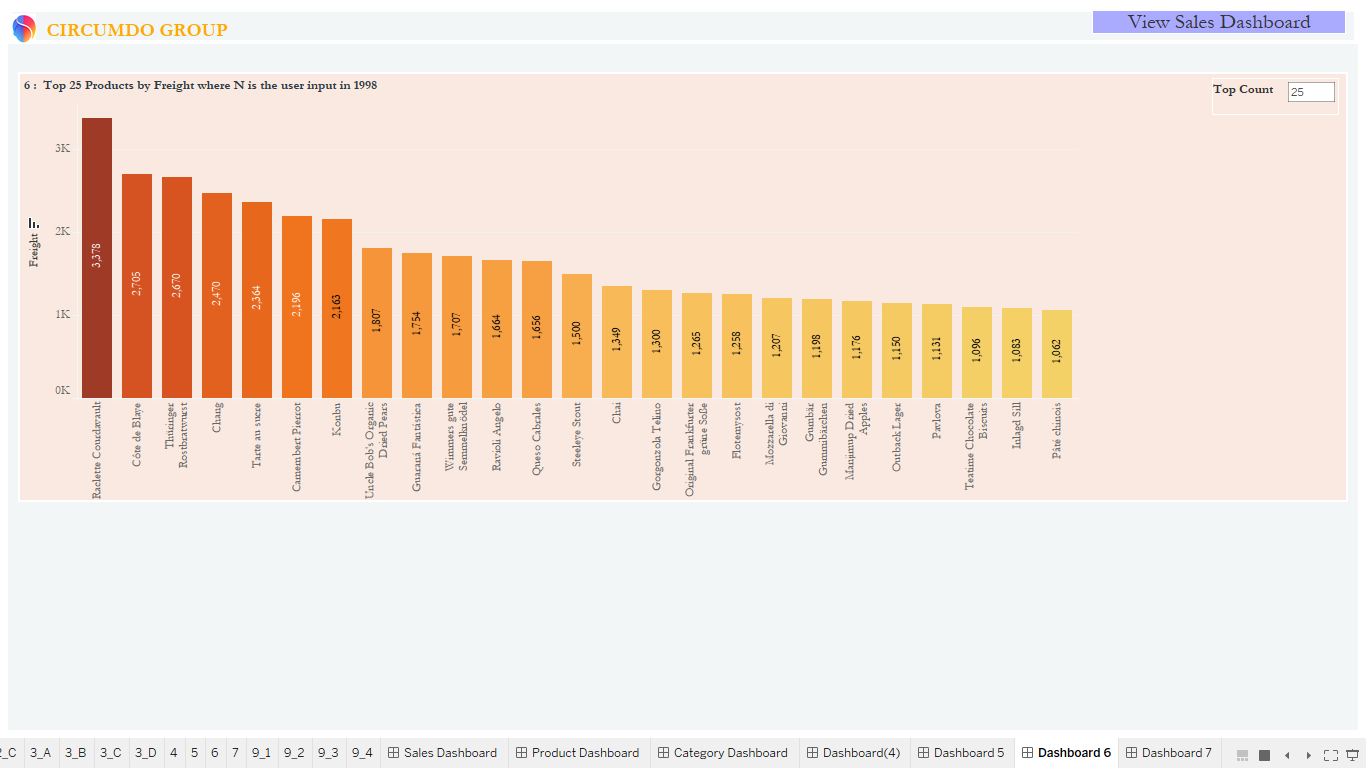 CIRCUMDO GROUP
View Sales Dashboard
6 : Top 25 Products by Freight where N is the user input in 1998
Top Count
25
3K
2K
1K
0K
Freight
3,378
2,705
2,670
2,470
2,364
2,196
2,163
1,807
1,754
1,707
1,664
1,656
1,500
1,349
1,300
1,265
1,258
1,207
1,198
1,176
1,150
1,131
1,096
1,083
1,062
Raclette Courdavault
Côte de Blaye
Thüringer
Rostbratwurst
Chang
Tarte au sucre
Camembert Pierrot
Konbu
Uncle Bob's Organic
Dried Pears
Guaraná Fantástica
Wimmers gute
Semmelknödel
Ravioli Angelo
Queso Cabrales
Steeleye Stout
Chai
Gorgonzola Telino
Original Frankfurter
grüne Soße
Flotemysost
Mozzarella di
Giovanni
Gumbär
Gummibärchen
Manjimup Dried
Apples
Outback Lager
Pavlova
Teatime Chocolate
Biscuits
Inlagd Sill
Pâté chinois
2_C 3_A 3_B 3_C 3_D 4 5 6 7 9_1 9_2 9_3 9_4 Sales Dashboard Product Dashboard Category Dashboard Dashboard(4) Dashboard 5 Dashboard 6 Dashboard 7